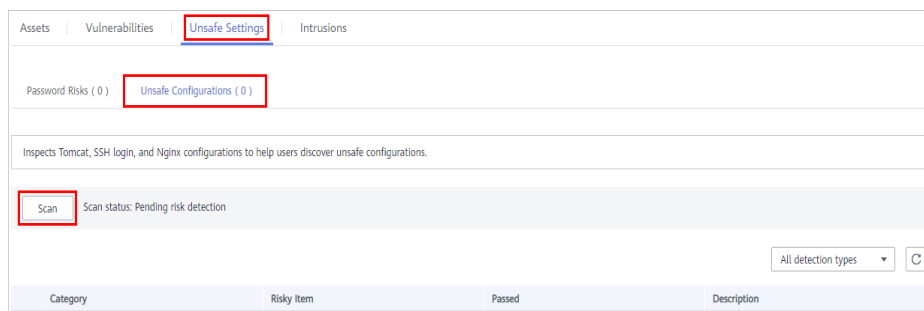 Assets Vulnerabilities Unsafe Settings Intrusions
Password Risks ( 0 ) Unsafe Configurations ( 0 )
Inspects Tomcat, SSH login, and Nginx configurations to help users discover unsafe configurations.
Scan Scan status: Pending risk detection
All detection types
Category Risky Item Passed Description